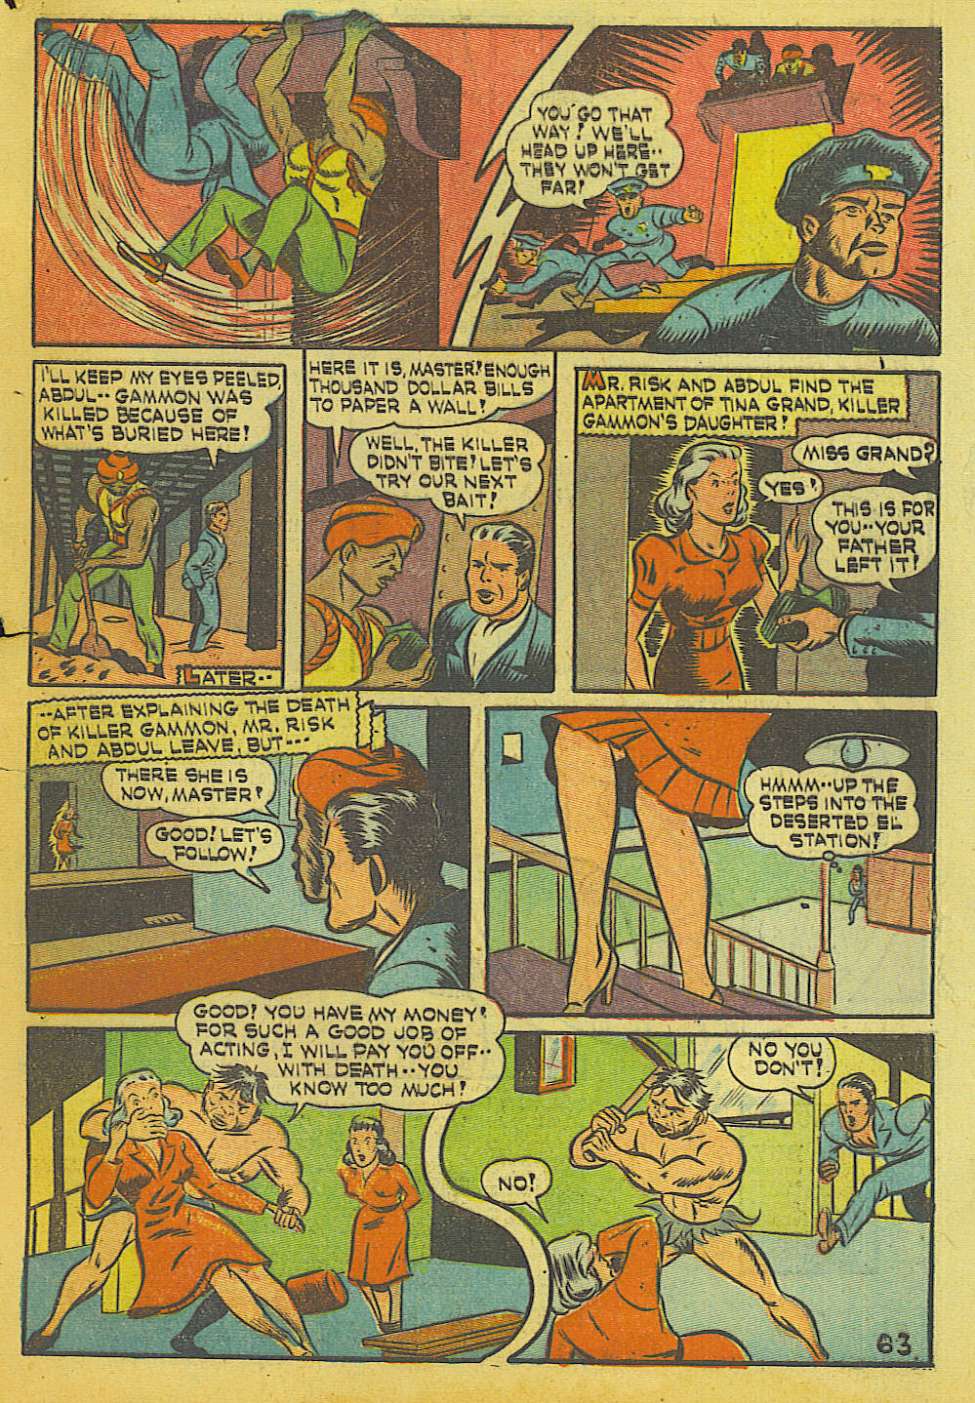 YOU GO THAT
WAY! WE'LL
HEAD UP HERE--
THEY WON'T GET
FAR!
I'LL KEEP MY EYES PEELED,
ABDUL-- GAMMON WAS
KILLED BECAUSE OF
WHAT'S BURIED HERE!
LATER--
HERE IT IS, MASTER! ENOUGH
THOUSAND DOLLAR BILLS
TO PAPER A WALL!
WELL, THE KILLER
DIDN'T BITE! LET'S
TRY OUR NEXT
BAIT!
MR. RISK AND ABDUL FIND THE
APARTMENT OF TINA GRAND, KILLER
GAMMON'S DAUGHTER!
MISS GRAND?
YES!
THIS IS FOR
YOU--YOUR
FATHER
LEFT IT!
--AFTER EXPLAINING THE DEATH
OF KILLER GAMMON, MR. RISK
AND ABDUL LEAVE, BUT---
THERE SHE IS
NOW, MASTER!
GOOD! LET'S
FOLLOW!
HMMM--UP THE
STEPS INTO THE
DESERTED EL
STATION!
GOOD! YOU HAVE MY MONEY!
FOR SUCH A GOOD JOB OF
ACTING, I WILL PAY YOU OFF--
WITH DEATH--YOU
KNOW TOO MUCH!
NO!
NO YOU
DON'T!
63